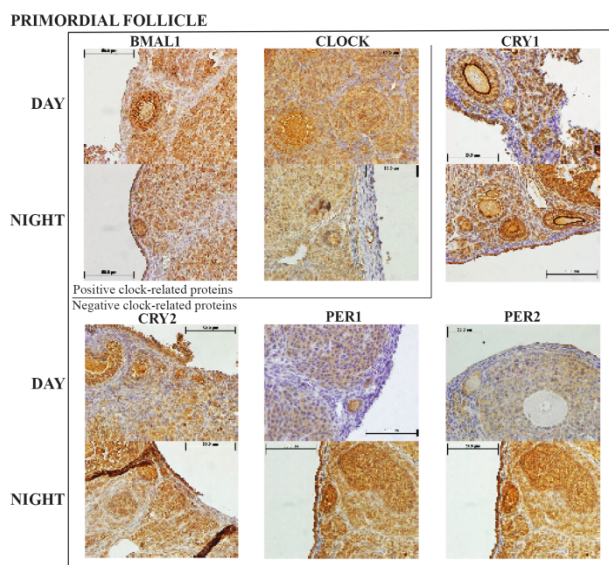 PRIMORDIAL FOLLICLE
BMAL1
CLOCK
CRY1
DAY
NIGHT
Positive clock-related proteins
Negative clock-related proteins
CRY2
PER1
PER2
DAY
NIGHT